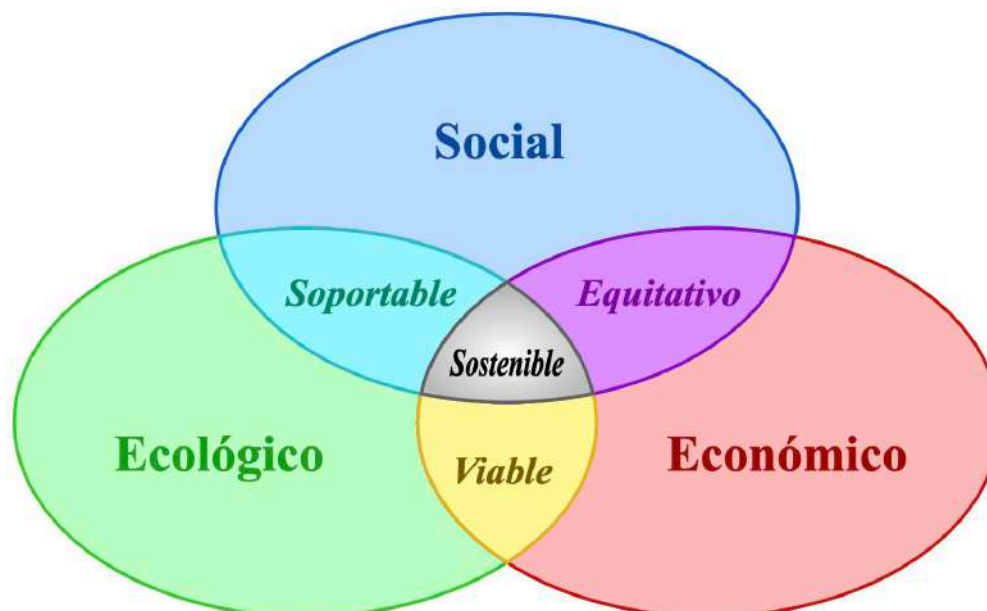 Social
Soportable
Equitativo
Sostenible
Ecológico
Económico
Viable